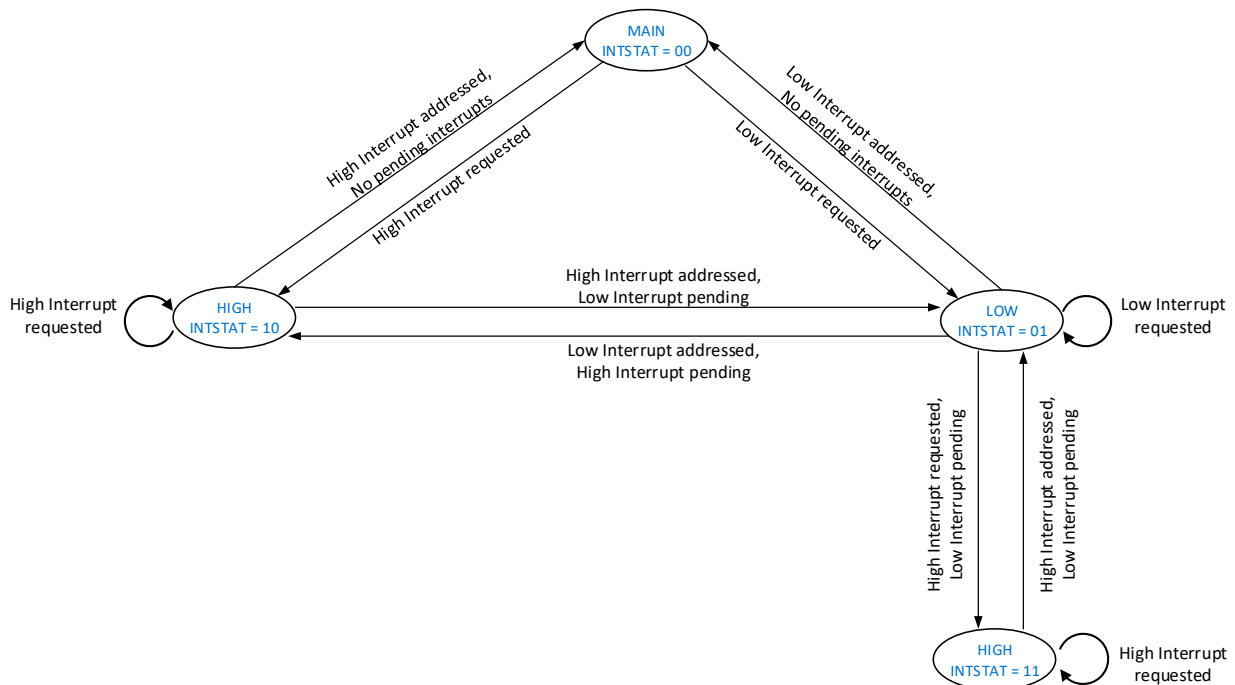 MAIN
INTSTAT = 00
High Interrupt addressed,
No pending interrupts
High Interrupt requested
Low Interrupt requested
Low Interrupt addressed,
No pending interrupts
High Interrupt
requested
HIGH
INTSTAT = 10
High Interrupt addressed,
Low Interrupt pending
Low Interrupt addressed,
High Interrupt pending
LOW
INTSTAT = 01
Low Interrupt
requested
High Interrupt requested,
Low Interrupt pending
High Interrupt addressed,
Low Interrupt pending
HIGH
INTSTAT = 11
High Interrupt
requested